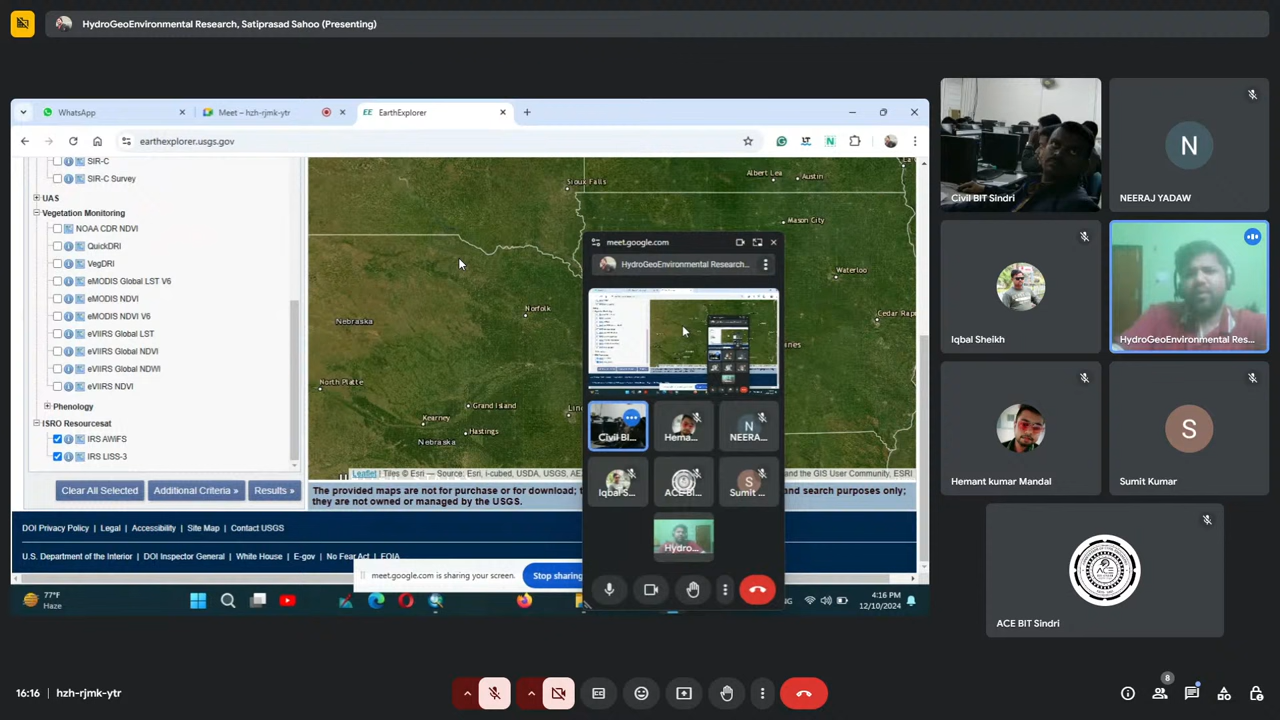 HydroGeoEnvironmental Research, Satiprasad Sahoo (Presenting)
WhatsApp
Meet – hzh-rjmk-ytr
EarthExplorer
earthexplorer.usgs.gov
SIR-C
SIR-C Survey
UAS
Vegetation Monitoring
NOAA CDR NDVI
QuickDRI
VegDRI
eMODIS Global LST V6
eMODIS NDVI
eMODIS NDVI V6
eVIIRS Global LST
eVIIRS Global NDVI
eVIIRS Global NDWI
eVIIRS NDVI
Phenology
ISRO Resourcesat
IRS AWiFS
IRS LISS-3
Clear All Selected
Additional Criteria »
Results »
Sioux Falls
Albert Lea
Austin
Mason City
Waterloo
Cedar Rap
Norfolk
Nebraska
North Platte
Grand Island
Kearney
Hastings
Nebraska
Leaflet | Tiles © Esri — Source: Esri, i-cubed, USDA, USGS, AE
and the GIS User Community, ESRI
The provided maps are not for purchase or for download;
and search purposes only;
they are not owned or managed by the USGS.
DOI Privacy Policy | Legal | Accessibility | Site Map | Contact USGS
U.S. Department of the Interior | DOI Inspector General | White House | E-gov | No Fear Act | FOIA
meet.google.com is sharing your screen.
Stop sharing
meet.google.com
HydroGeoEnvironmental Research...
Civil BI...
Hema...
NEERA...
Iqbal S...
ACE BI...
Sumit ...
Hydro...
77°F
Haze
4:16 PM
12/10/2024
Civil BIT Sindri
N
NEERAJ YADAW
Iqbal Sheikh
HydroGeoEnvironmental Res...
Hemant kumar Mandal
S
Sumit Kumar
ACE BIT Sindri
16:16
hzh-rjmk-ytr
8